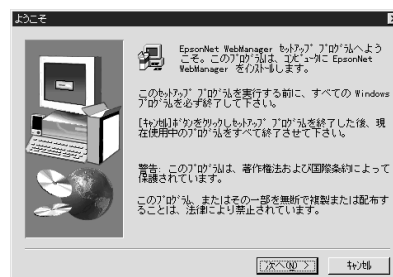 ようこそ
EpsonNet WebManager ｾｯﾄｱｯﾌﾟ ﾌﾟﾛｸﾞﾗﾑへよう
こそ。このﾌﾟﾛｸﾞﾗﾑは、ｺﾝﾋﾟｭｰﾀに EpsonNet
WebManager をｲﾝｽﾄｰﾙします。
このｾｯﾄｱｯﾌﾟ ﾌﾟﾛｸﾞﾗﾑを実行する前に、すべての Windows
ﾌﾟﾛｸﾞﾗﾑを必ず終了して下さい。
[ｷｬﾝｾﾙ]ﾎﾞﾀﾝをｸﾘｯｸしｾｯﾄｱｯﾌﾟ ﾌﾟﾛｸﾞﾗﾑを終了した後、現
在使用中のﾌﾟﾛｸﾞﾗﾑをすべて終了させて下さい。
警告: このﾌﾟﾛｸﾞﾗﾑは、著作権法および国際条約によって
保護されています。
このﾌﾟﾛｸﾞﾗﾑ、またはその一部を無断で複製または配布す
ることは、法律により禁止されています。
次へ(N) >
ｷｬﾝｾﾙ